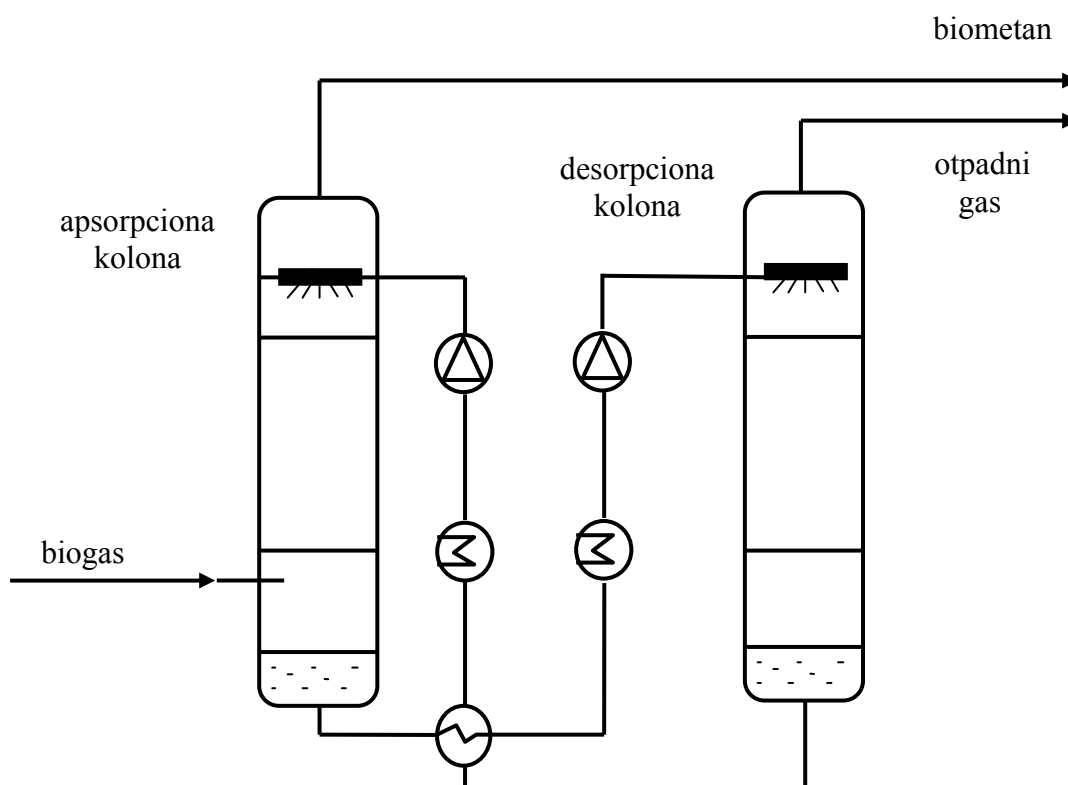 biometan
otpadni
gas
desorpciona
kolona
apsorpciona
kolona
biogas